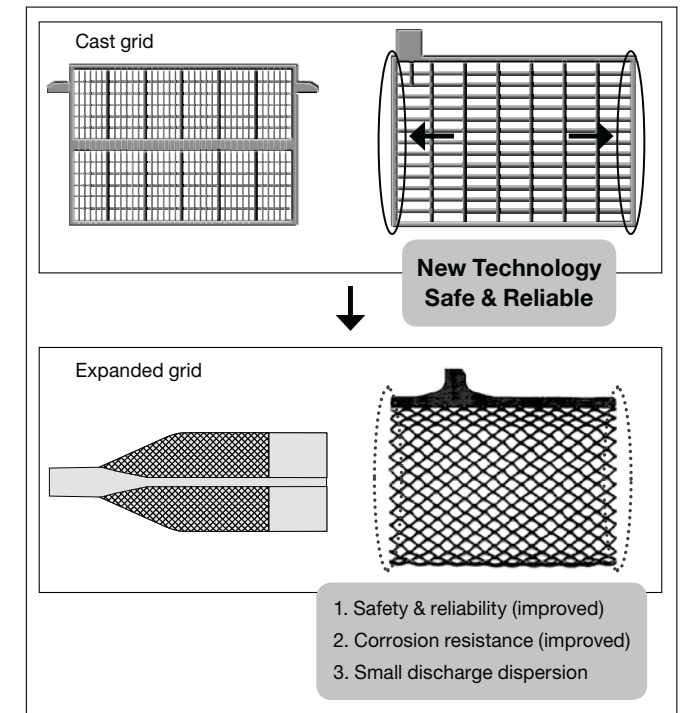 Cast grid
New Technology
Safe & Reliable
Expanded grid
1. Safety & reliability (improved)
2. Corrosion resistance (improved)
3. Small discharge dispersion